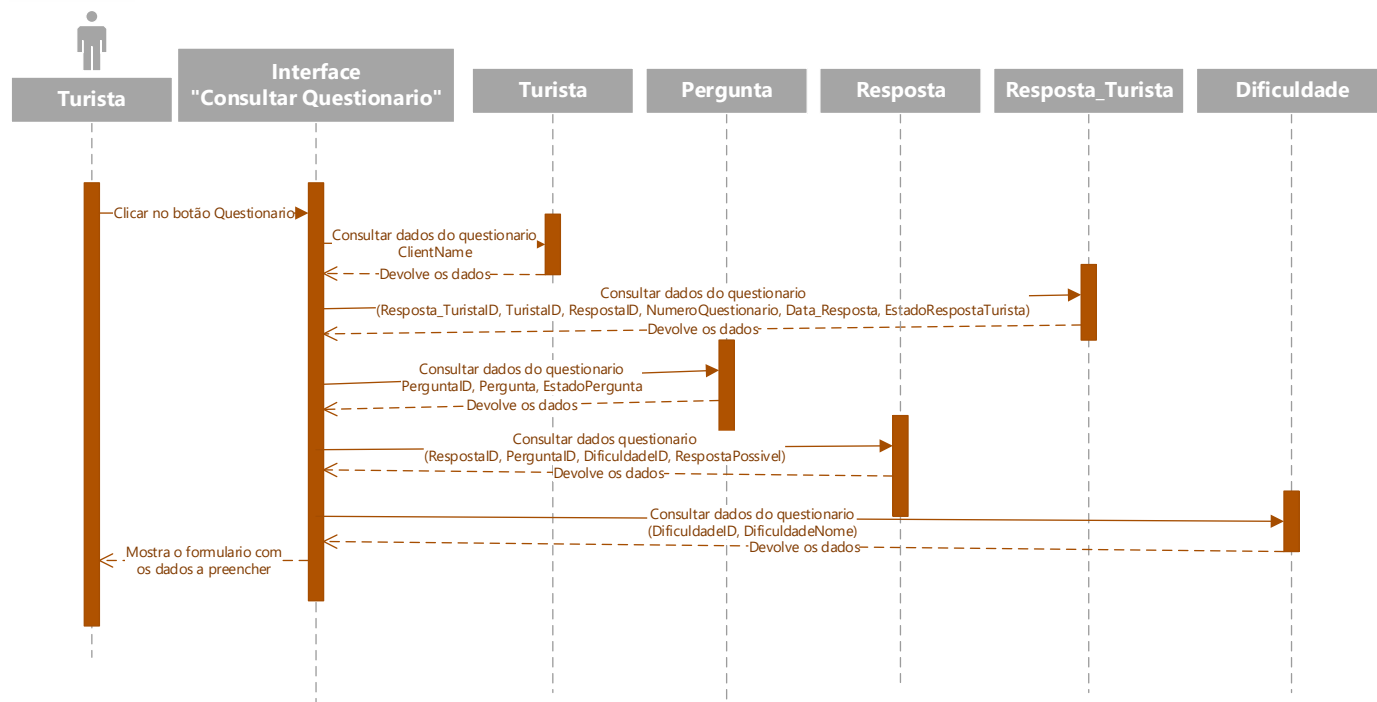 Turista
Interface
"Consultar Questionario"
Turista
Pergunta
Resposta
Resposta_Turista
Dificuldade
Clicar no botão Questionario
Consultar dados do questionario
ClientName
Devolve os dados
Consultar dados do questionario
(Resposta_TuristaID, TuristaID, RespostaID, NumeroQuestionario, Data_Resposta, EstadoRespostaTurista)
Devolve os dados
Consultar dados do questionario
PerguntaID, Pergunta, EstadoPergunta
Devolve os dados
Consultar dados questionario
(RespostaID, PerguntaID, DificuldadeID, RespostaPossivel)
Devolve os dados
Consultar dados do questionario
(DificuldadeID, DificuldadeNome)
Devolve os dados
Mostra o formulario com
os dados a preencher